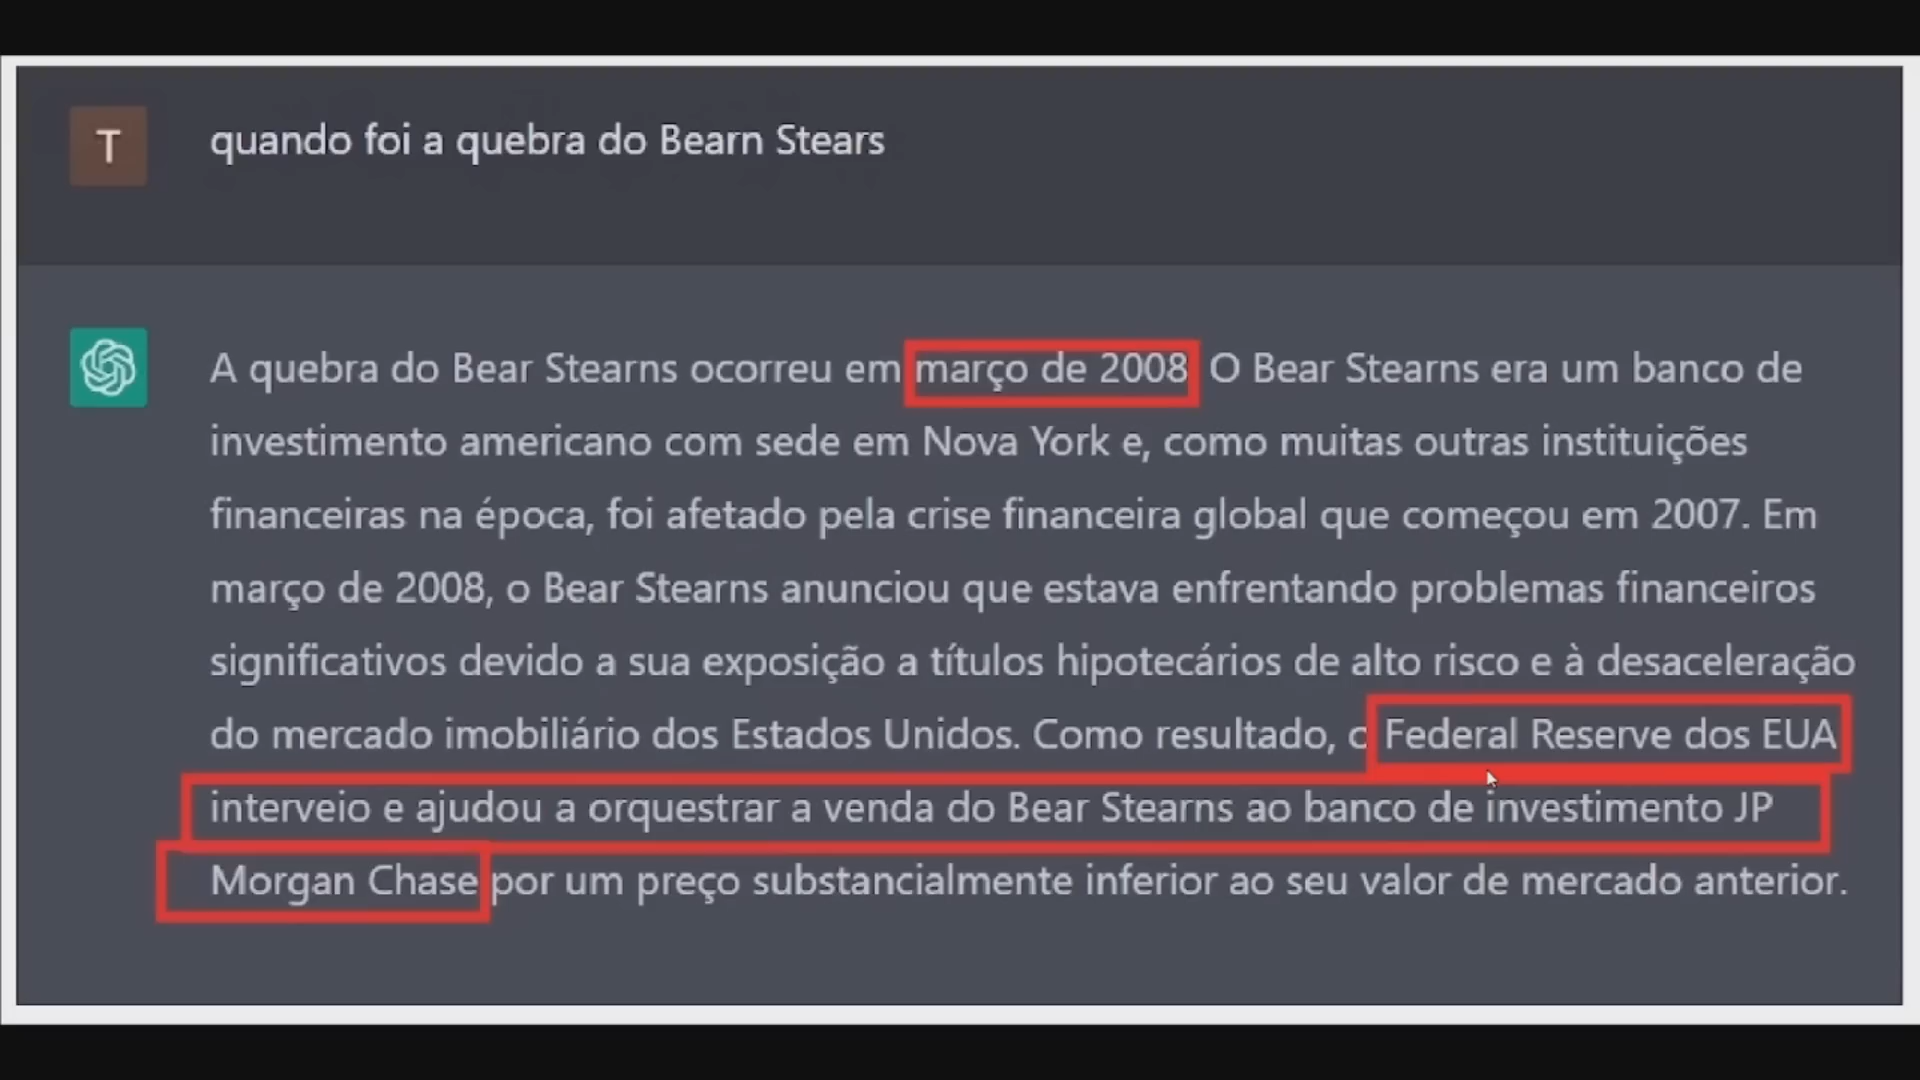 T
quando foi a quebra do Bearn Stears
A quebra do Bear Stearns ocorreu em março de 2008 O Bear Stearns era um banco de
investimento americano com sede em Nova York e, como muitas outras instituições
financeiras na época, foi afetado pela crise financeira global que começou em 2007. Em
março de 2008, o Bear Stearns anunciou que estava enfrentando problemas financeiros
significativos devido a sua exposição a títulos hipotecários de alto risco e à desaceleração
do mercado imobiliário dos Estados Unidos. Como resultado, o Federal Reserve dos EUA
interveio e ajudou a orquestrar a venda do Bear Stearns ao banco de investimento JP
Morgan Chase por um preço substancialmente inferior ao seu valor de mercado anterior.